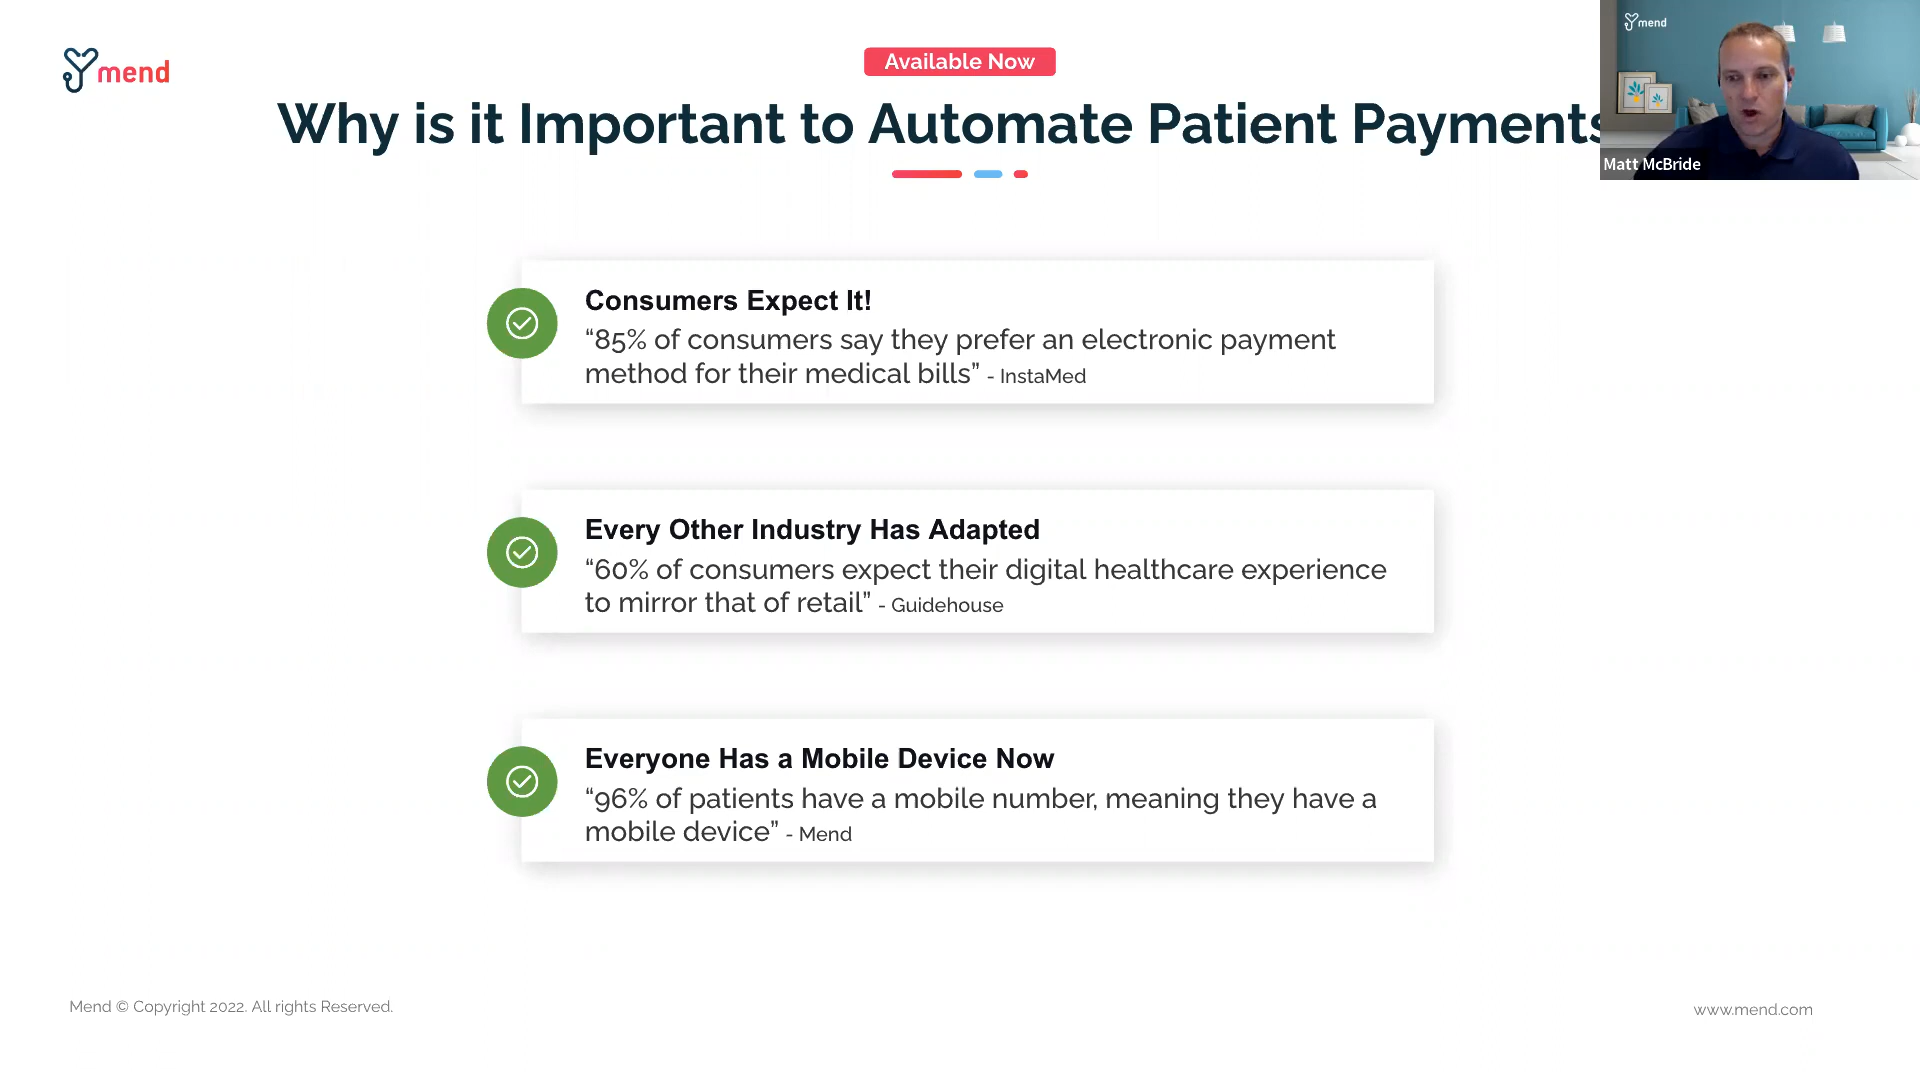 mend
Available Now
Why is it Important to Automate Patient Payments
mend
Matt McBride
Consumers Expect It!
“85% of consumers say they prefer an electronic payment
method for their medical bills” - InstaMed
Every Other Industry Has Adapted
“60% of consumers expect their digital healthcare experience
to mirror that of retail” - Guidehouse
Everyone Has a Mobile Device Now
“96% of patients have a mobile number, meaning they have a
mobile device” - Mend
Mend © Copyright 2022. All rights Reserved.
www.mend.com